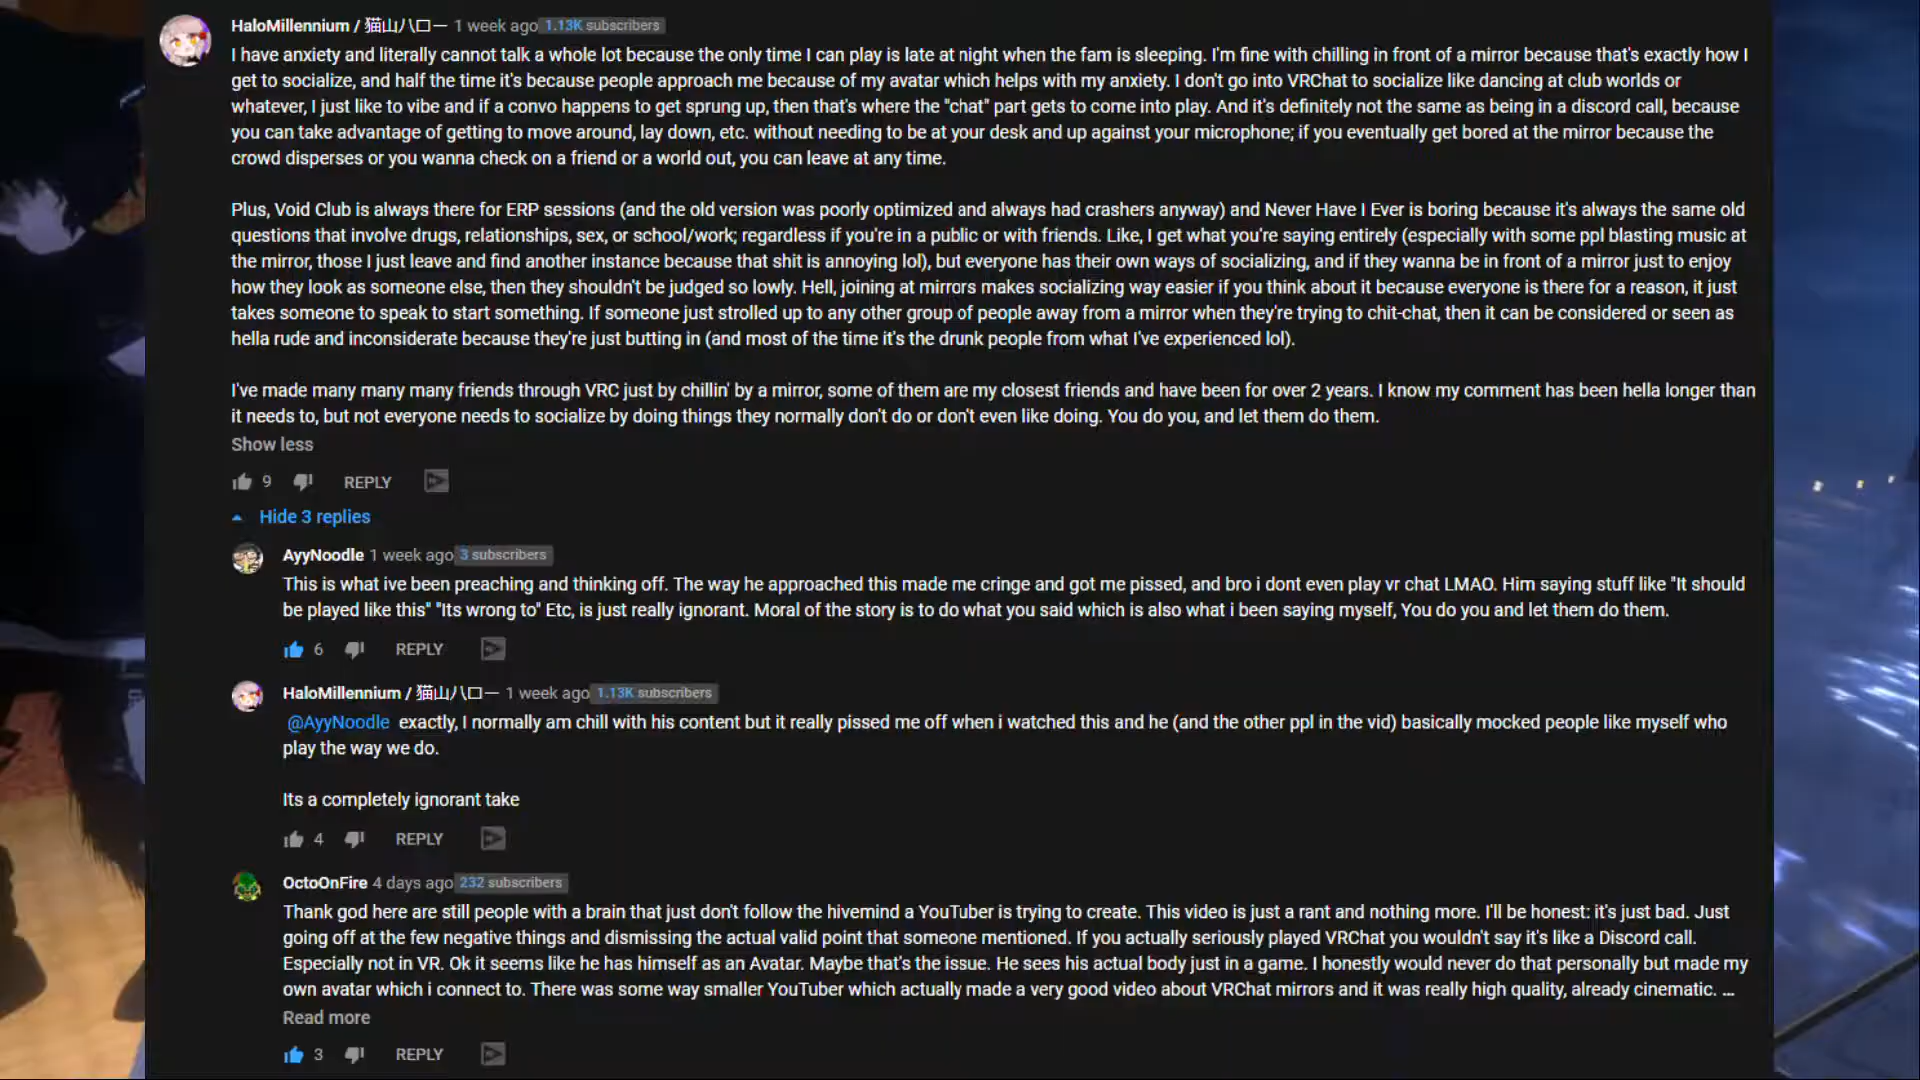 HaloMillennium / 猫山ハロー 1 week ago 1.13K subscribers
I have anxiety and literally cannot talk a whole lot because the only time I can play is late at night when the fam is sleeping. I'm fine with chilling in front of a mirror because that's exactly how I
get to socialize, and half the time it's because people approach me because of my avatar which helps with my anxiety. I don't go into VRChat to socialize like dancing at club worlds or
whatever, I just like to vibe and if a convo happens to get sprung up, then that's where the "chat" part gets to come into play. And it's definitely not the same as being in a discord call, because
you can take advantage of getting to move around, lay down, etc. without needing to be at your desk and up against your microphone; if you eventually get bored at the mirror because the
crowd disperses or you wanna check on a friend or a world out, you can leave at any time.
Plus, Void Club is always there for ERP sessions (and the old version was poorly optimized and always had crashers anyway) and Never Have I Ever is boring because it's always the same old
questions that involve drugs, relationships, sex, or school/work; regardless if you're in a public or with friends. Like, I get what you're saying entirely (especially with some ppl blasting music at
the mirror, those I just leave and find another instance because that shit is annoying lol), but everyone has their own ways of socializing, and if they wanna be in front of a mirror just to enjoy
how they look as someone else, then they shouldn't be judged so lowly. Hell, joining at mirrors makes socializing way easier if you think about it because everyone is there for a reason, it just
takes someone to speak to start something. If someone just strolled up to any other group of people away from a mirror when they're trying to chit-chat, then it can be considered or seen as
hella rude and inconsiderate because they're just butting in (and most of the time it's the drunk people from what I've experienced lol).
I've made many many many friends through VRC just by chillin' by a mirror, some of them are my closest friends and have been for over 2 years. I know my comment has been hella longer than
it needs to, but not everyone needs to socialize by doing things they normally don't do or don't even like doing. You do you, and let them do them.
Show less
9 REPLY
Hide 3 replies
AyyNoodle 1 week ago 3 subscribers
This is what ive been preaching and thinking off. The way he approached this made me cringe and got me pissed, and bro i dont even play vr chat LMAO. Him saying stuff like "It should
be played like this" "Its wrong to" Etc, is just really ignorant. Moral of the story is to do what you said which is also what i been saying myself, You do you and let them do them.
6 REPLY
HaloMillennium / 猫山ハロー 1 week ago 1.13K subscribers
@AyyNoodle exactly, I normally am chill with his content but it really pissed me off when i watched this and he (and the other ppl in the vid) basically mocked people like myself who
play the way we do.
Its a completely ignorant take
4 REPLY
OctoOnFire 4 days ago 232 subscribers
Thank god here are still people with a brain that just don't follow the hivemind a YouTuber is trying to create. This video is just a rant and nothing more. I'll be honest: it's just bad. Just
going off at the few negative things and dismissing the actual valid point that someone mentioned. If you actually seriously played VRChat you wouldn't say it's like a Discord call.
Especially not in VR. Ok it seems like he has himself as an Avatar. Maybe that's the issue. He sees his actual body just in a game. I honestly would never do that personally but made my
own avatar which i connect to. There was some way smaller YouTuber which actually made a very good video about VRChat mirrors and it was really high quality, already cinematic. ...
Read more
3 REPLY